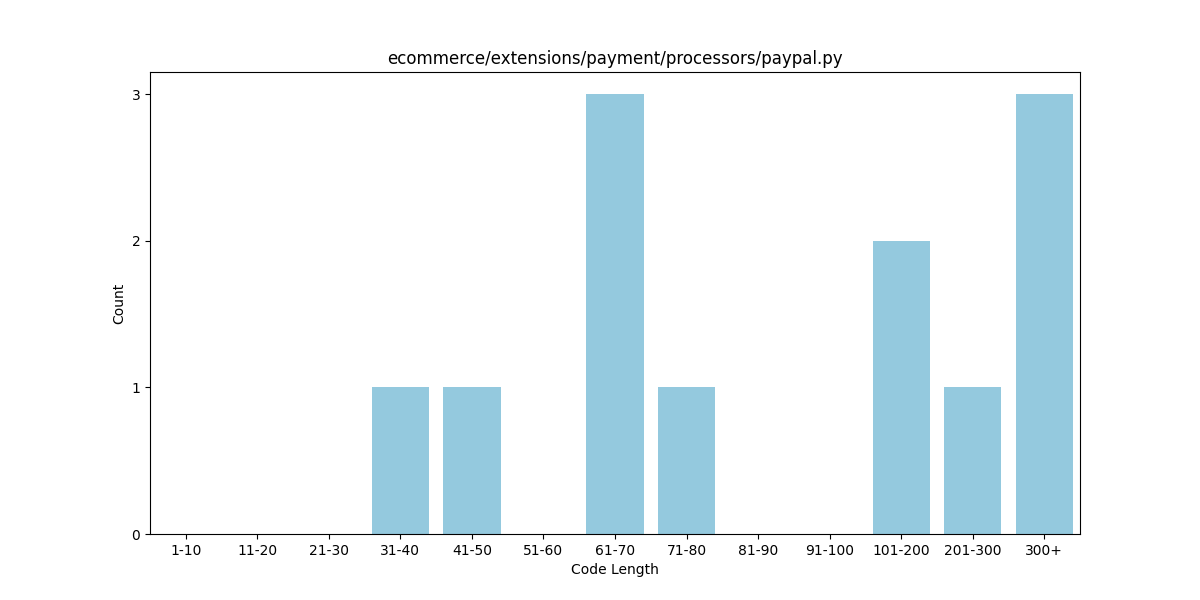 ecommerce/extensions/payment/processors/paypal.py
3
2
1
0
Count
1-10 11-20 21-30 31-40 41-50 51-60 61-70 71-80 81-90 91-100 101-200 201-300 300+
Code Length